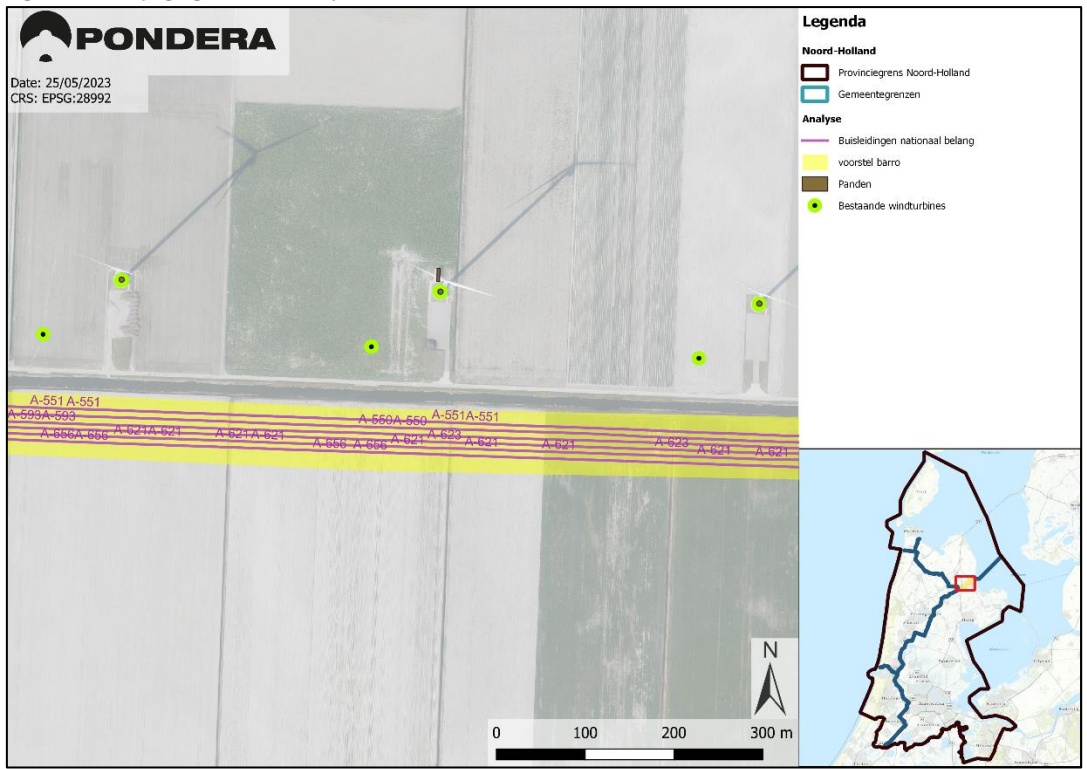 PONDERA
Date: 25/05/2023
CRS: EPSG:28992
A-551 A-551
A-593A-593
A-656A-656
A-621A-621
A-621A-621
A-550A-550
A-551A-551
A-656 A-656
A-621
A-623
A-621
A-621
A-623
A-621
A-621
N
0 100 200 300 m
Legenda
Noord-Holland
Provinciegrens Noord-Holland
Gemeentegrenzen
Analyse
Buisleidingen nationaal belang
voorstel barro
Panden
Bestaande windturbines